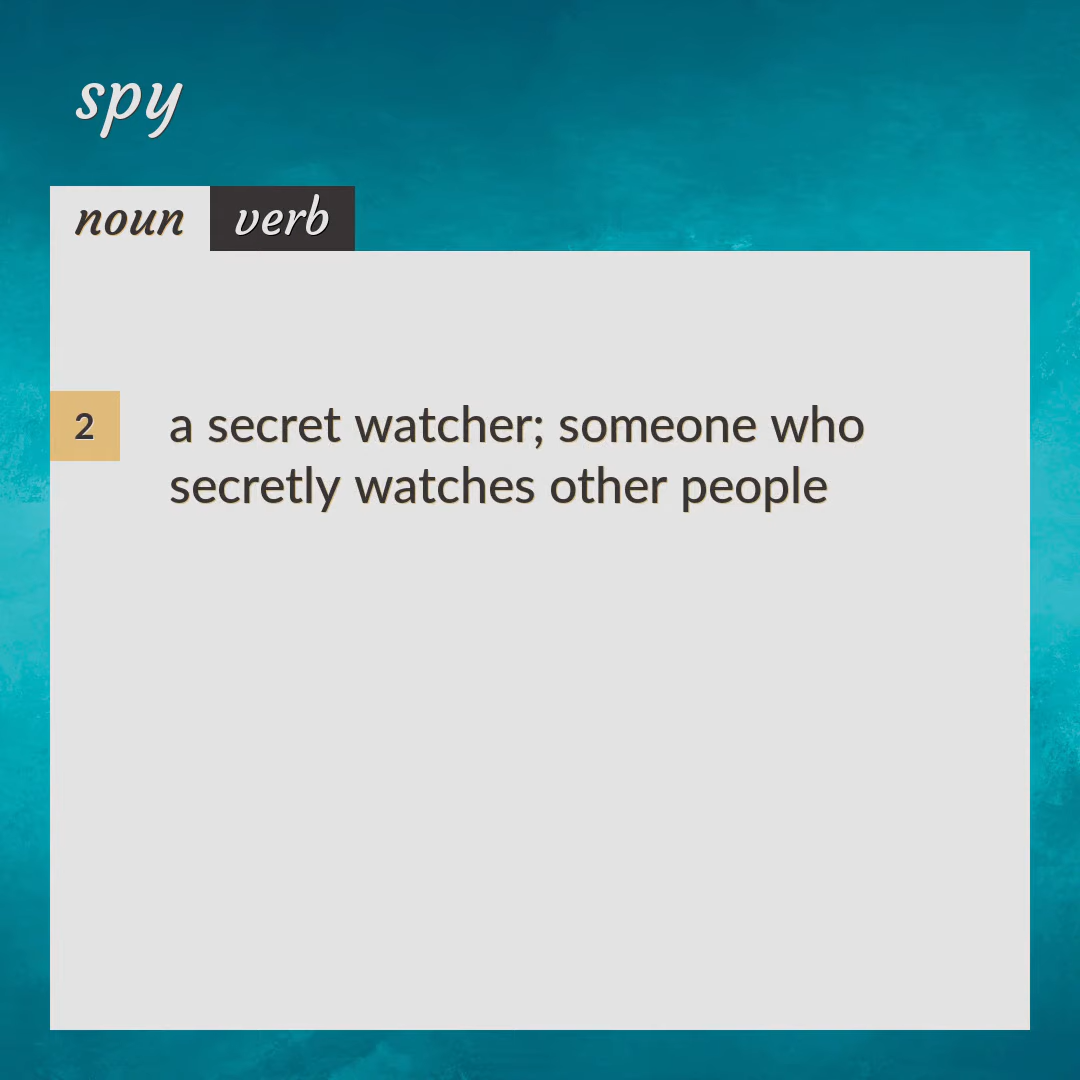 spy
noun verb
2 a secret watcher; someone who
secretly watches other people